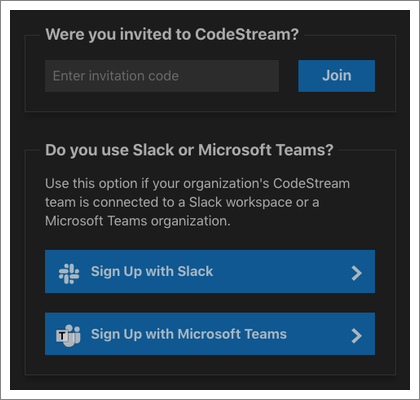 Were you invited to CodeStream?
Enter invitation code
Join
Do you use Slack or Microsoft Teams?
Use this option if your organization's CodeStream
team is connected to a Slack workspace or a
Microsoft Teams organization.
Sign Up with Slack
T
Sign Up with Microsoft Teams